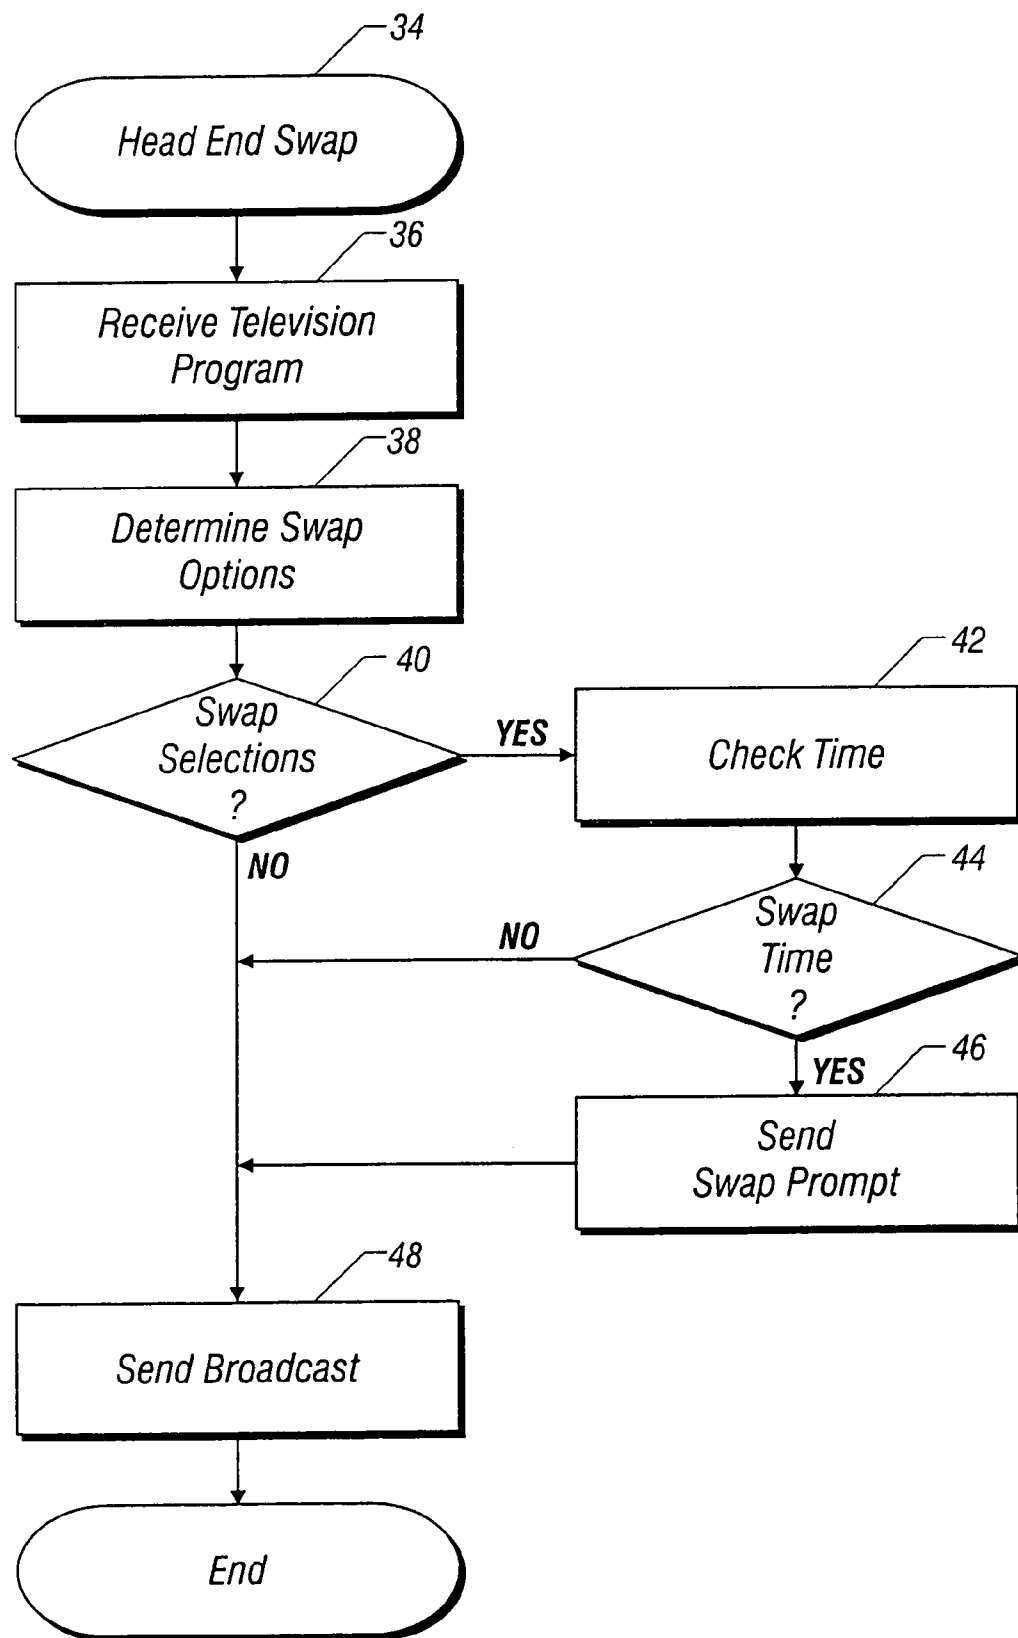 34
Head End Swap
36
Receive Television
Program
38
Determine Swap
Options
40
Swap
Selections
?
YES
NO
42
Check Time
44
Swap
Time
?
NO
YES
46
Send
Swap Prompt
48
Send Broadcast
End